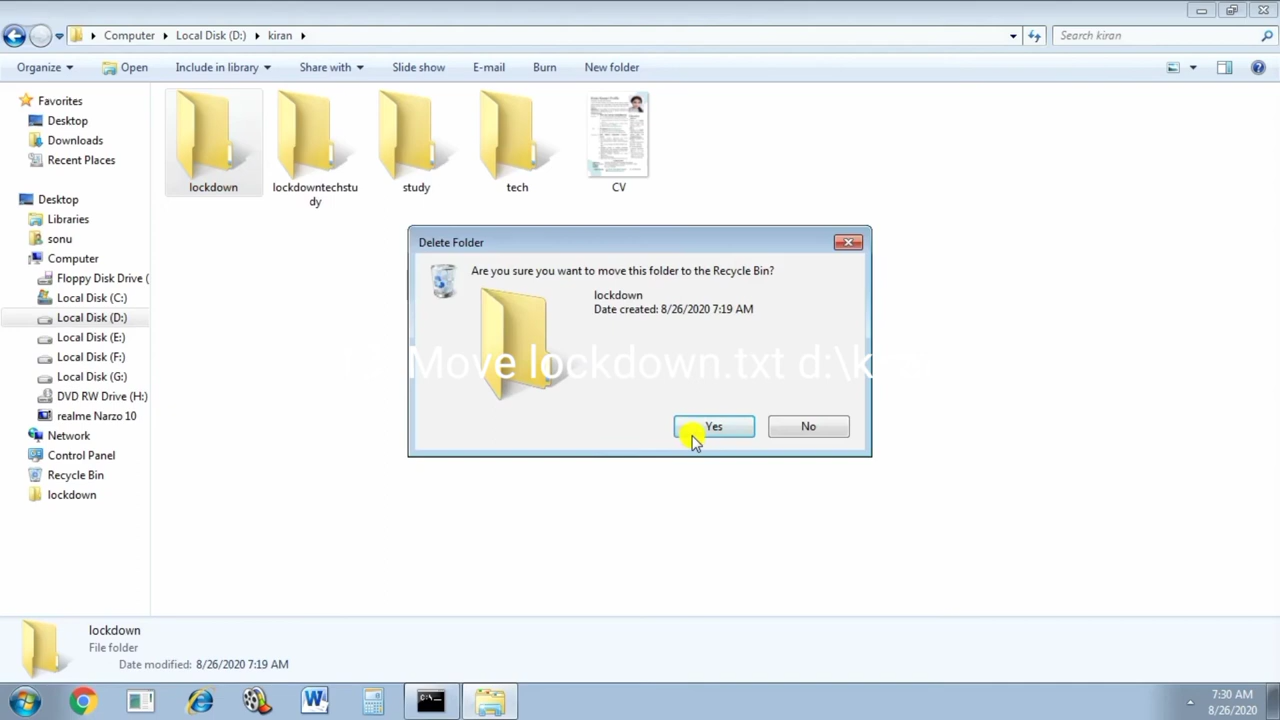 Computer Local Disk (D:) kiran
Search kiran
Organize Open Include in library Share with Slide show E-mail Burn New folder
Favorites
Desktop
Downloads
Recent Places
Desktop
Libraries
sonu
Computer
Floppy Disk Drive (
Local Disk (C:)
Local Disk (D:)
Local Disk (E:)
Local Disk (F:)
Local Disk (G:)
DVD RW Drive (H:)
realme Narzo 10
Network
Control Panel
Recycle Bin
lockdown
lockdown
lockdowntechstu
dy
study
tech
CV
Delete Folder
Are you sure you want to move this folder to the Recycle Bin?
lockdown
Date created: 8/26/2020 7:19 AM
Move lockdown.txt
Yes No
lockdown
File folder
Date modified: 8/26/2020 7:19 AM
7:30 AM
8/26/2020